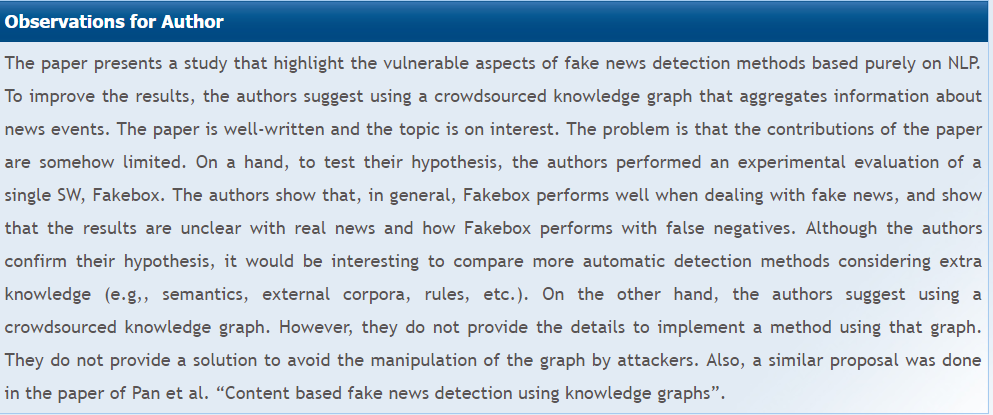 Observations for Author
The paper presents a study that highlight the vulnerable aspects of fake news detection methods based purely on NLP.
To improve the results, the authors suggest using a crowdsourced knowledge graph that aggregates information about
news events. The paper is well-written and the topic is on interest. The problem is that the contributions of the paper
are somehow limited. On a hand, to test their hypothesis, the authors performed an experimental evaluation of a
single SW, Fakebox. The authors show that, in general, Fakebox performs well when dealing with fake news, and show
that the results are unclear with real news and how Fakebox performs with false negatives. Although the authors
confirm their hypothesis, it would be interesting to compare more automatic detection methods considering extra
knowledge (e.g,, semantics, external corpora, rules, etc.). On the other hand, the authors suggest using a
crowdsourced knowledge graph. However, they do not provide the details to implement a method using that graph.
They do not provide a solution to avoid the manipulation of the graph by attackers. Also, a similar proposal was done
in the paper of Pan et al. “Content based fake news detection using knowledge graphs”.